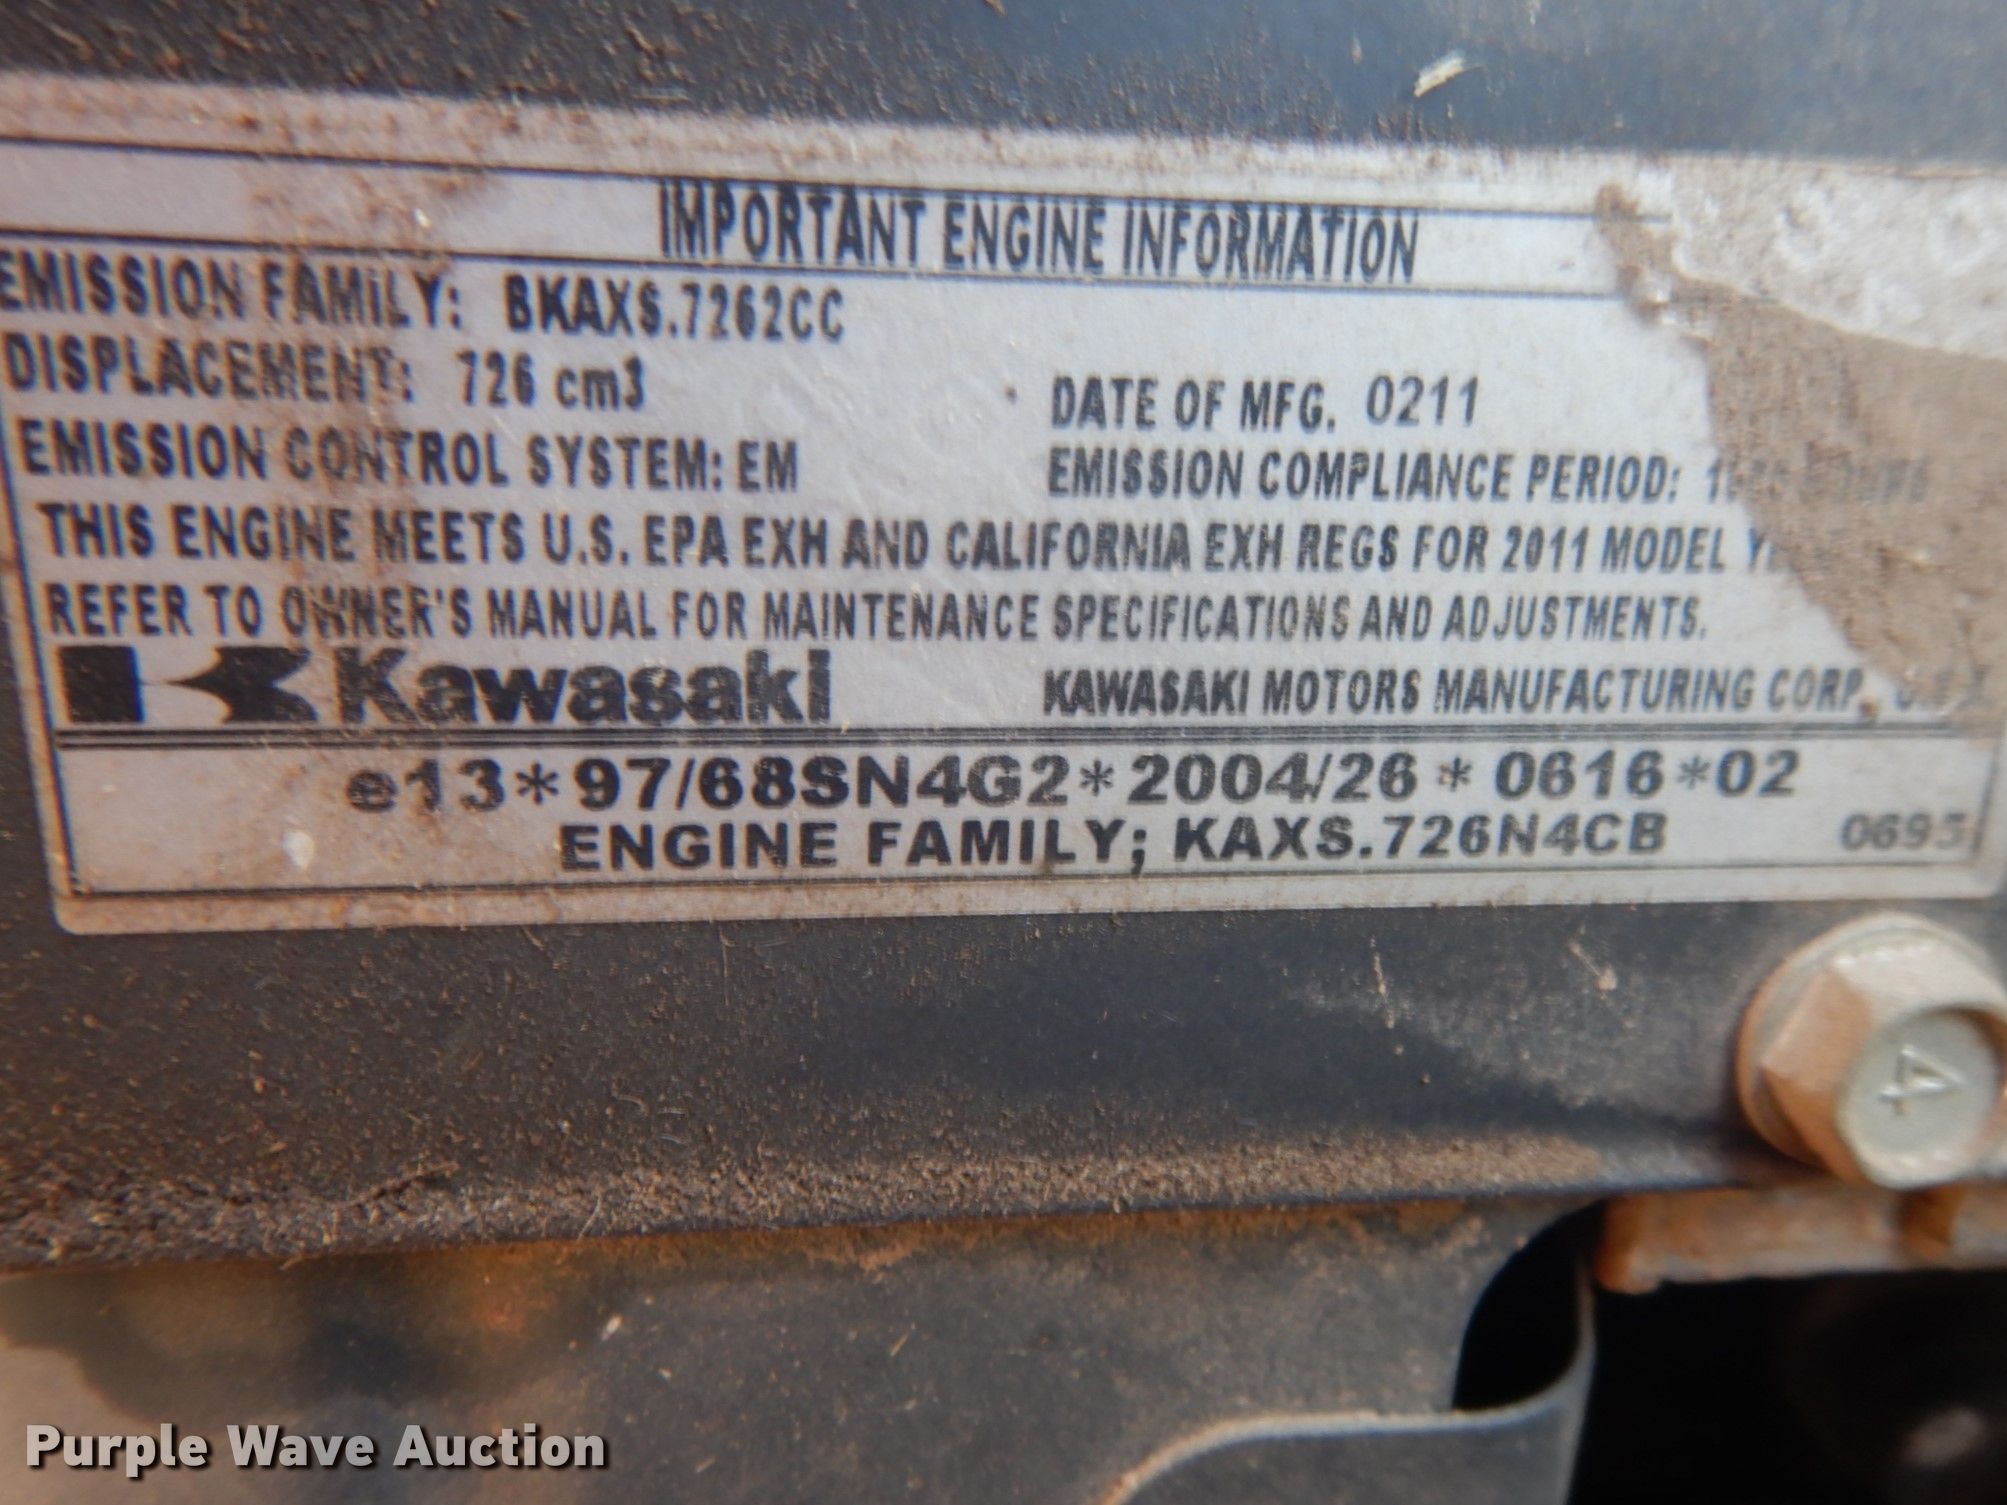 IMPORTANT ENGINE INFORMATION
EMISSION FAMiLY: BKAXS.7262CC
DISPLACEMENT: 726 cm3
DATE OF MFG. 0211
EMISSION CONTROL SYSTEM: EM
EMISSION COMPLIANCE PERIOD:
THIS ENGINE MEETS U.S. EPA EXH AND CALIFORNIA EXH REGS FOR 2011 MODEL
REFER TO OWNER'S MANUAL FOR MAINTENANCE SPECIFICATIONS AND ADJUSTMENTS.
Kawasaki
KAWASAKI MOTORS MANUFACTURING CORP.
e13*97/68SN4G2*2004/26*0616*02
ENGINE FAMILY; KAXS.726N4CB
0695
4
Purple Wave Auction